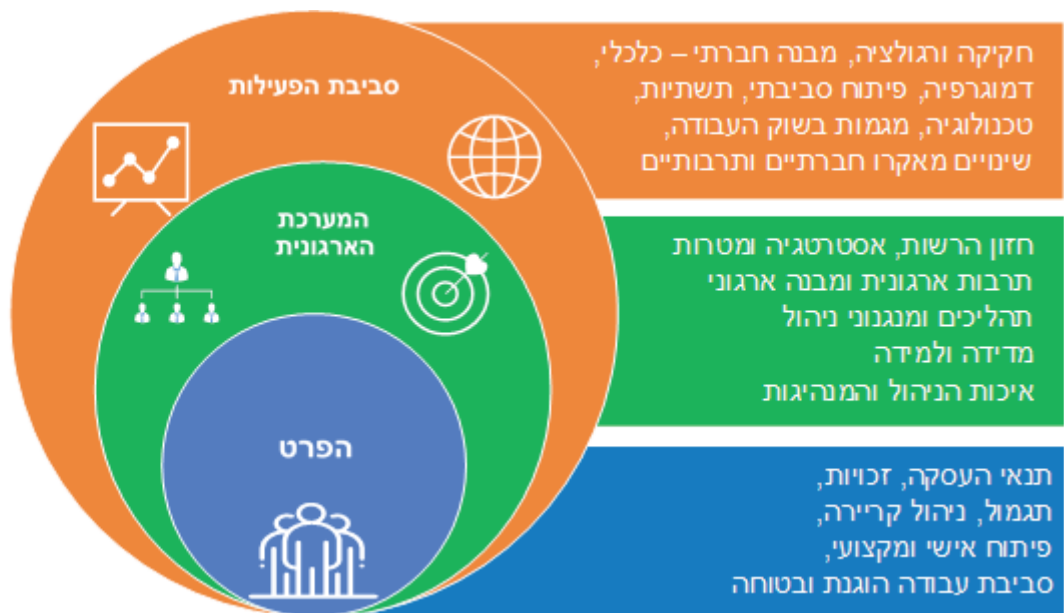 סביבת הפעילות
המערכת
הארגונית
הפרט
חקיקה ורגולציה, מבנה חברתי – כלכלי,
דמוגרפיה, פיתוח סביבתי, תשתיות,
טכנולוגיה, מגמות בשוק העבודה,
שינויים מאקרו חברתיים ותרבותיים
חזון הרשות, אסטרטגיה ומטרות
תרבות ארגונית ומבנה ארגוני
תהליכים ומנגנוני ניהול
מדידה ולמידה
איכות הניהול והמנהיגות
תנאי העסקה, זכויות,
תגמול, ניהול קריירה,
פיתוח אישי ומקצועי,
סביבת עבודה הוגנת ובטוחה